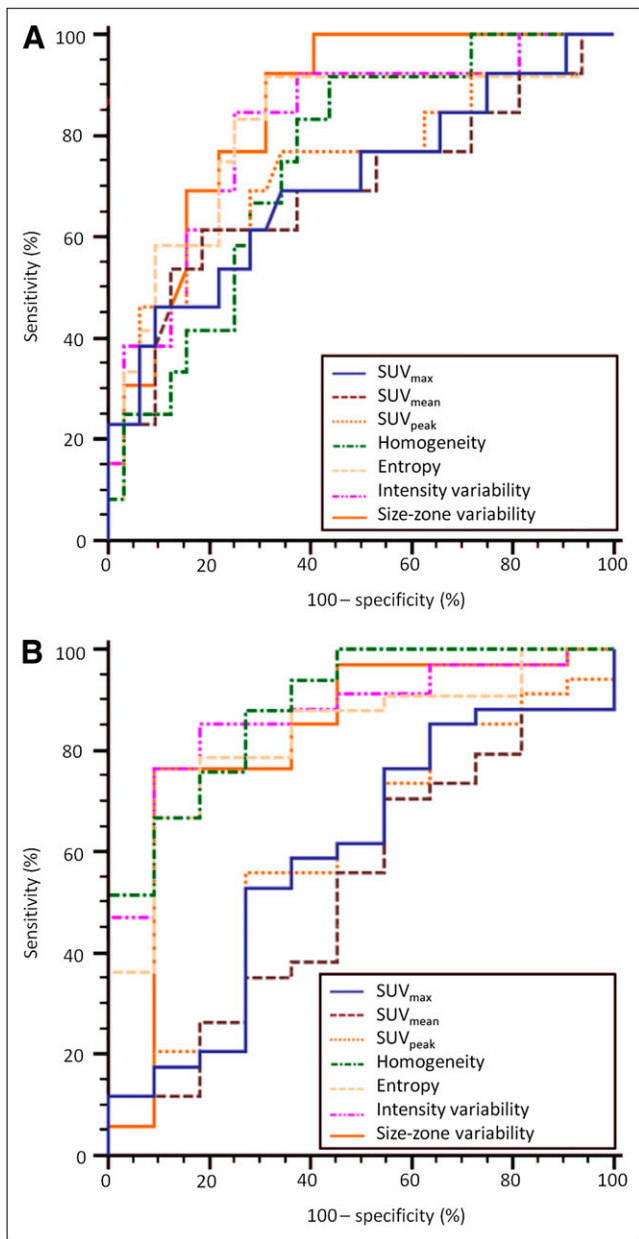 A
100
80
60
40
20
0
Sensitivity (%)
SUVmax
SUVmean
SUVpeak
Homogeneity
Entropy
Intensity variability
Size-zone variability
0 20 40 60 80 100
100 – specificity (%)
B
100
80
60
40
20
0
Sensitivity (%)
SUVmax
SUVmean
SUVpeak
Homogeneity
Entropy
Intensity variability
Size-zone variability
0 20 40 60 80 100
100 – specificity (%)